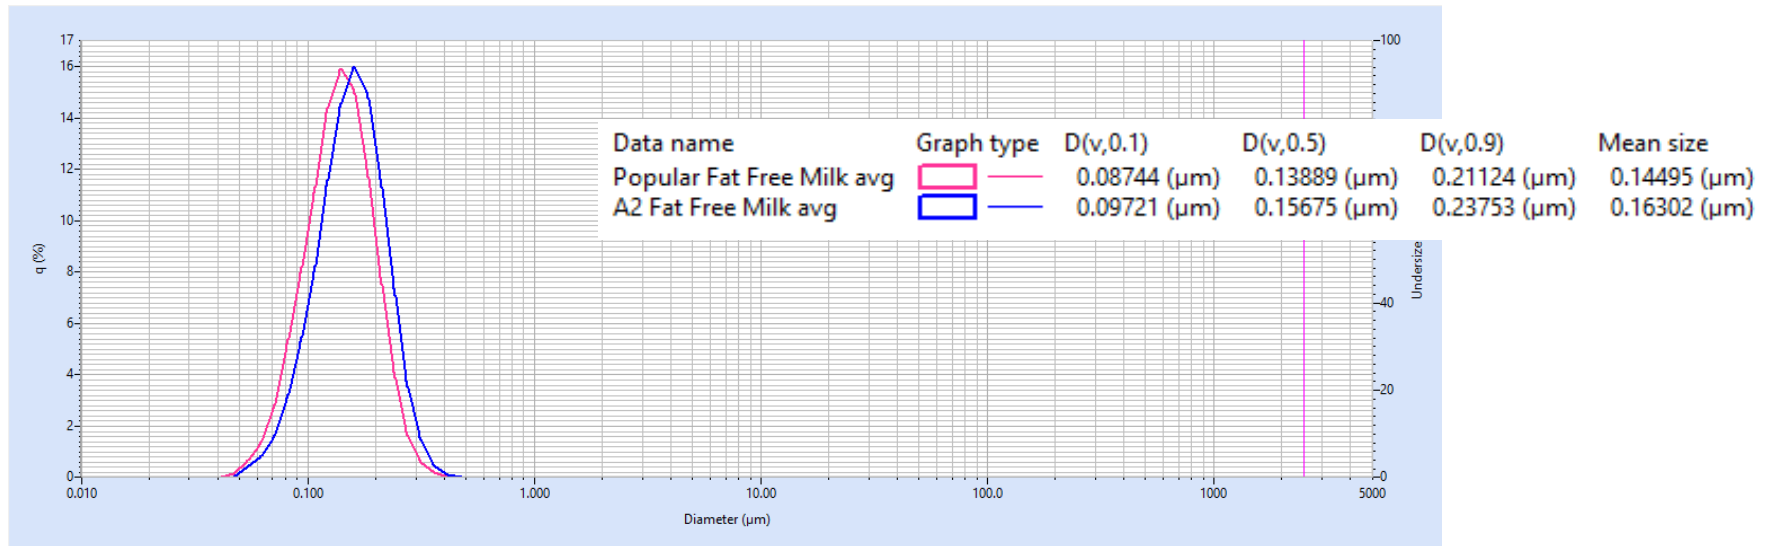 17
16
14
12
10
8
6
4
2
0
q (%)
0.010 0.100 1.000 10.00 100.0 1000 5000
Diameter (µm)
100
40
20
0
Undersize
Data name Graph type D(v,0.1) D(v,0.5) D(v,0.9) Mean size
Popular Fat Free Milk avg 0.08744 (µm) 0.13889 (µm) 0.21124 (µm) 0.14495 (µm)
A2 Fat Free Milk avg 0.09721 (µm) 0.15675 (µm) 0.23753 (µm) 0.16302 (µm)